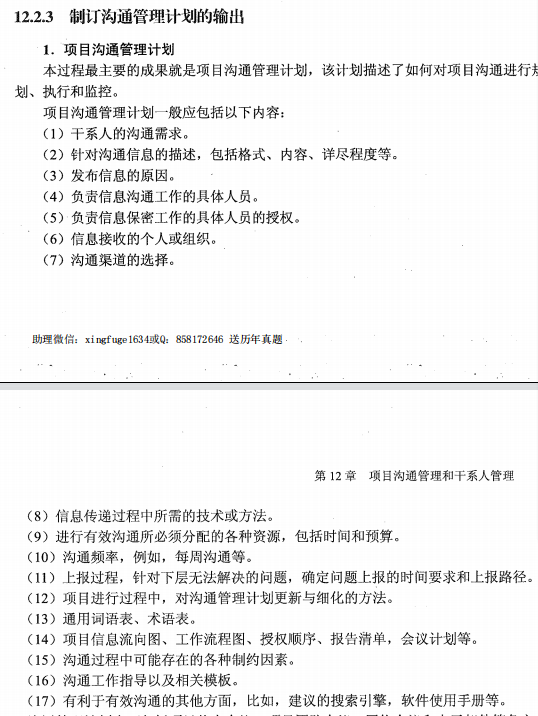 12.2.3 制订沟通管理计划的输出
1．项目沟通管理计划
本过程最主要的成果就是项目沟通管理计划，该计划描述了如何对项目沟通进行规
划、执行和监控。
项目沟通管理计划一般应包括以下内容：
（1）干系人的沟通需求。
（2）针对沟通信息的描述，包括格式、内容、详尽程度等。
（3）发布信息的原因。
（4）负责信息沟通工作的具体人员。
（5）负责信息保密工作的具体人员的授权。
（6）信息接收的个人或组织。
（7）沟通渠道的选择。
助理微信：xingfuge1634或Q：858172646 送历年真题
第 12 章 项目沟通管理和干系人管理
（8）信息传递过程中所需的技术或方法。
（9）进行有效沟通所必须分配的各种资源，包括时间和预算。
（10）沟通频率，例如，每周沟通等。
（11）上报过程，针对下层无法解决的问题，确定问题上报的时间要求和上报路径。
（12）项目进行过程中，对沟通管理计划更新与细化的方法。
（13）通用词语表、术语表。
（14）项目信息流向图、工作流程图、授权顺序、报告清单，会议计划等。
（15）沟通过程中可能存在的各种制约因素。
（16）沟通工作指导以及相关模板。
（17）有利于有效沟通的其他方面，比如，建议的搜索引擎，软件使用手册等。